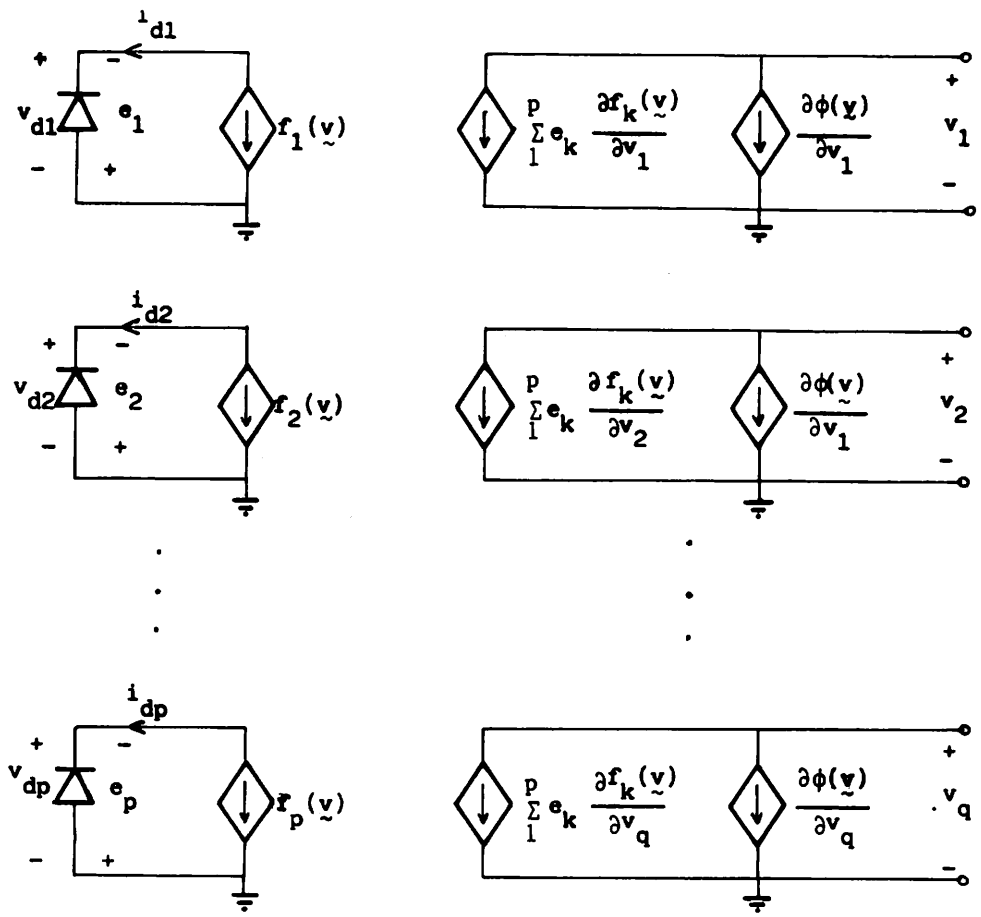 i_d1
+ −
v_d1 e_1 f_1(v̰)
− +
p
Σ e_k ∂f_k(v̰)/∂v_1
1
∂ϕ(v̰)/∂v_1
+
v_1
−
i_d2
+ −
v_d2 e_2 f_2(v̰)
− +
p
Σ e_k ∂f_k(v̰)/∂v_2
1
∂ϕ(v̰)/∂v_1
+
v_2
−
i_dp
+ −
v_dp e_p f_p(v̰)
− +
p
Σ e_k ∂f_k(v̰)/∂v_q
1
∂ϕ(v̰)/∂v_q
+
v_q
−